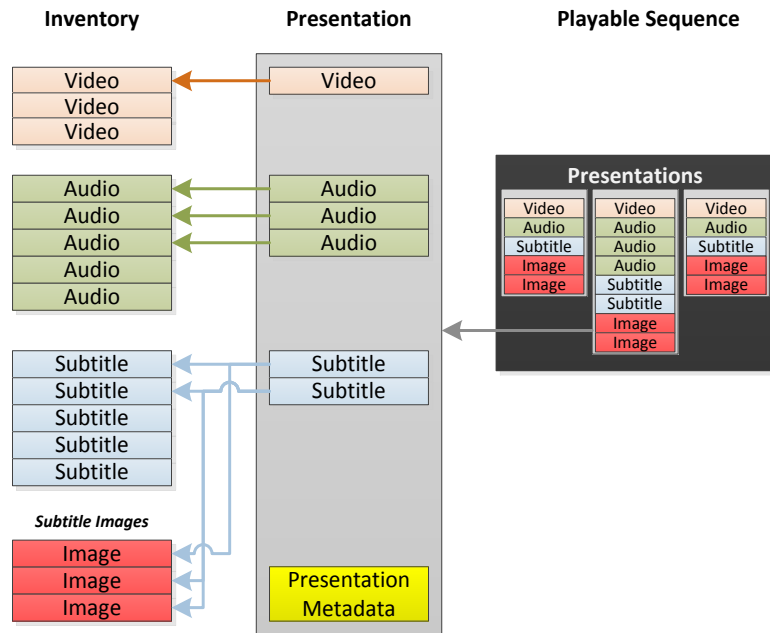 Inventory
Presentation
Playable Sequence
Video
Video
Video
Audio
Audio
Audio
Audio
Audio
Subtitle
Subtitle
Subtitle
Subtitle
Subtitle
Subtitle Images
Image
Image
Image
Video
Audio
Audio
Audio
Subtitle
Subtitle
Presentation
Metadata
Presentations
Video
Audio
Subtitle
Image
Image
Video
Audio
Audio
Audio
Subtitle
Subtitle
Image
Image
Video
Audio
Subtitle
Image
Image